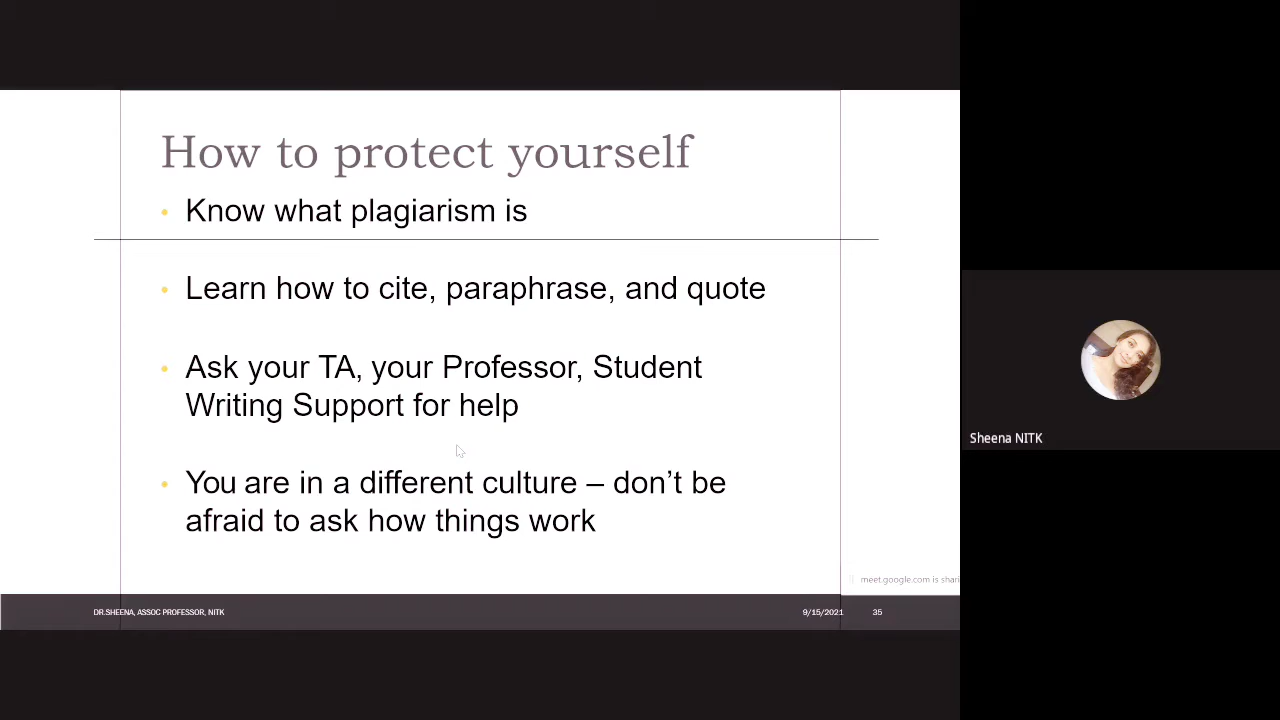 How to protect yourself
• Know what plagiarism is
• Learn how to cite, paraphrase, and quote
• Ask your TA, your Professor, Student
Writing Support for help
• You are in a different culture – don’t be
afraid to ask how things work
meet.google.com is shari
DR.SHEENA, ASSOC PROFESSOR, NITK
9/15/2021
35
Sheena NITK